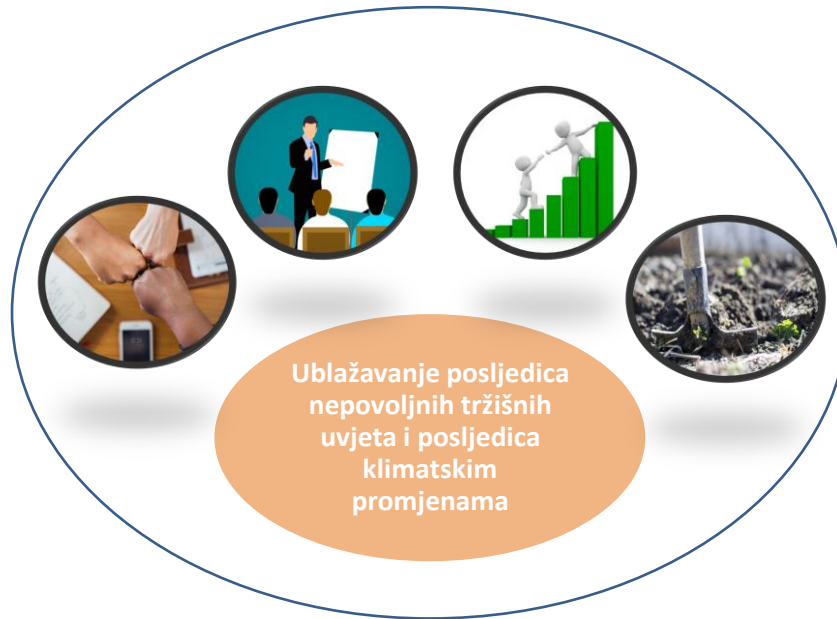 Ublažavanje posljedica
nepovoljnih tržišnih
uvjeta i posljedica
klimatskim
promjenama